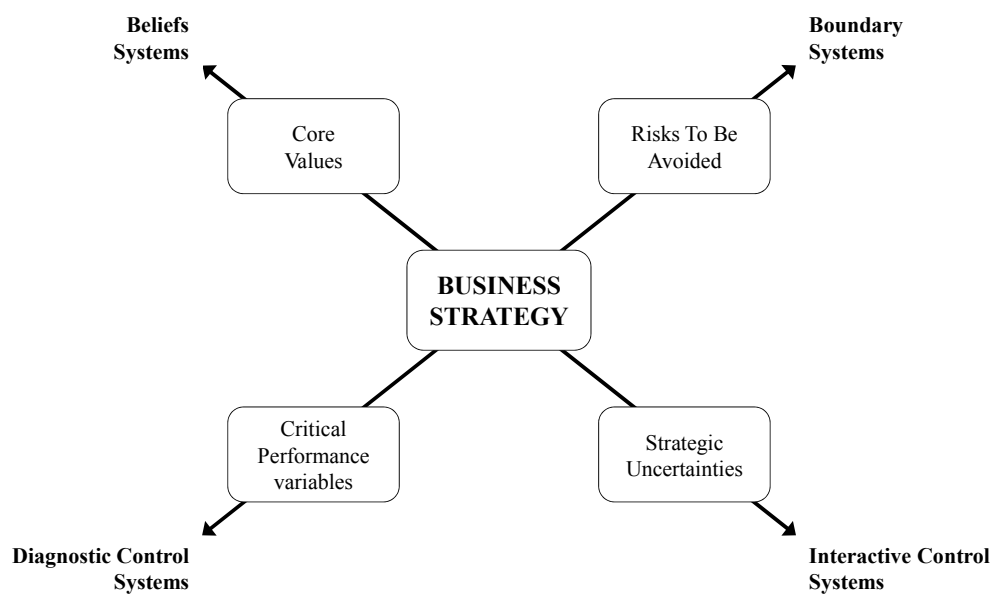 Beliefs
Systems
Boundary
Systems
Core
Values
Risks To Be
Avoided
BUSINESS
STRATEGY
Critical
Performance
variables
Strategic
Uncertainties
Diagnostic Control
Systems
Interactive Control
Systems